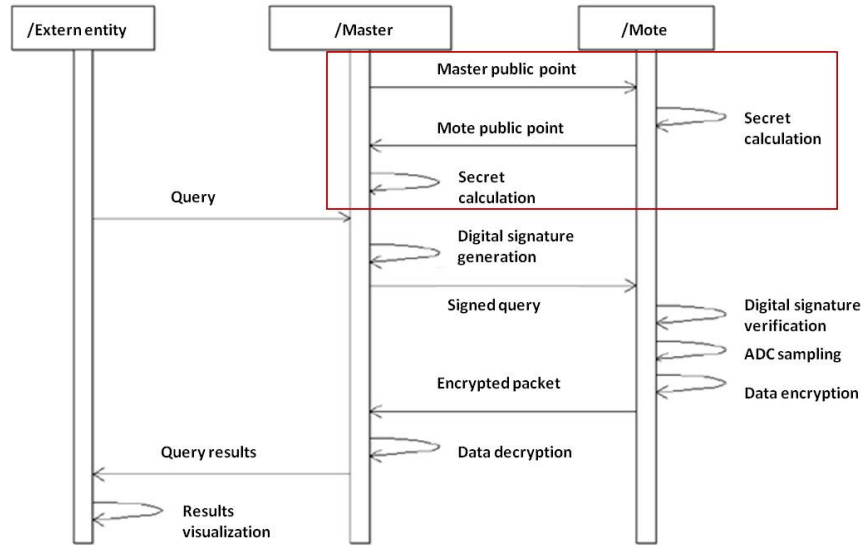 /Extern entity
/Master
/Mote
Master public point
Secret
calculation
Mote public point
Secret
calculation
Query
Digital signature
generation
Signed query
Digital signature
verification
ADC sampling
Encrypted packet
Data encryption
Query results
Data decryption
Results
visualization